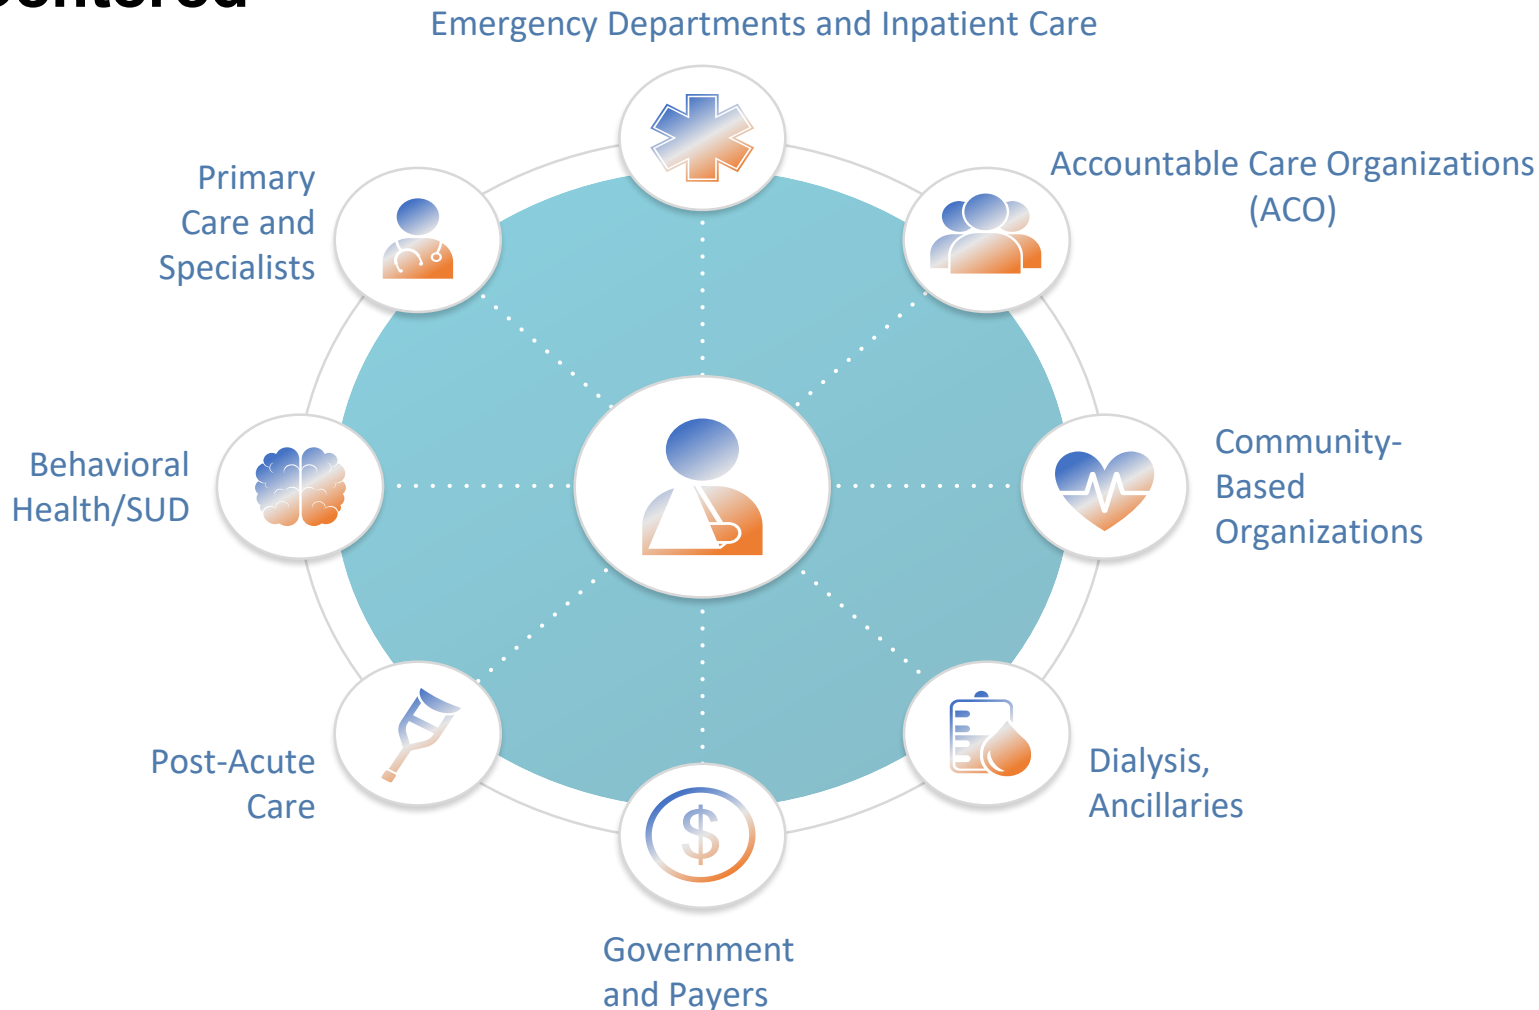 Emergency Departments and Inpatient Care
Accountable Care Organizations
(ACO)
Primary
Care and
Specialists
Community-
Based
Organizations
Behavioral
Health/SUD
Dialysis,
Ancillaries
Post-Acute
Care
$
Government
and Payers